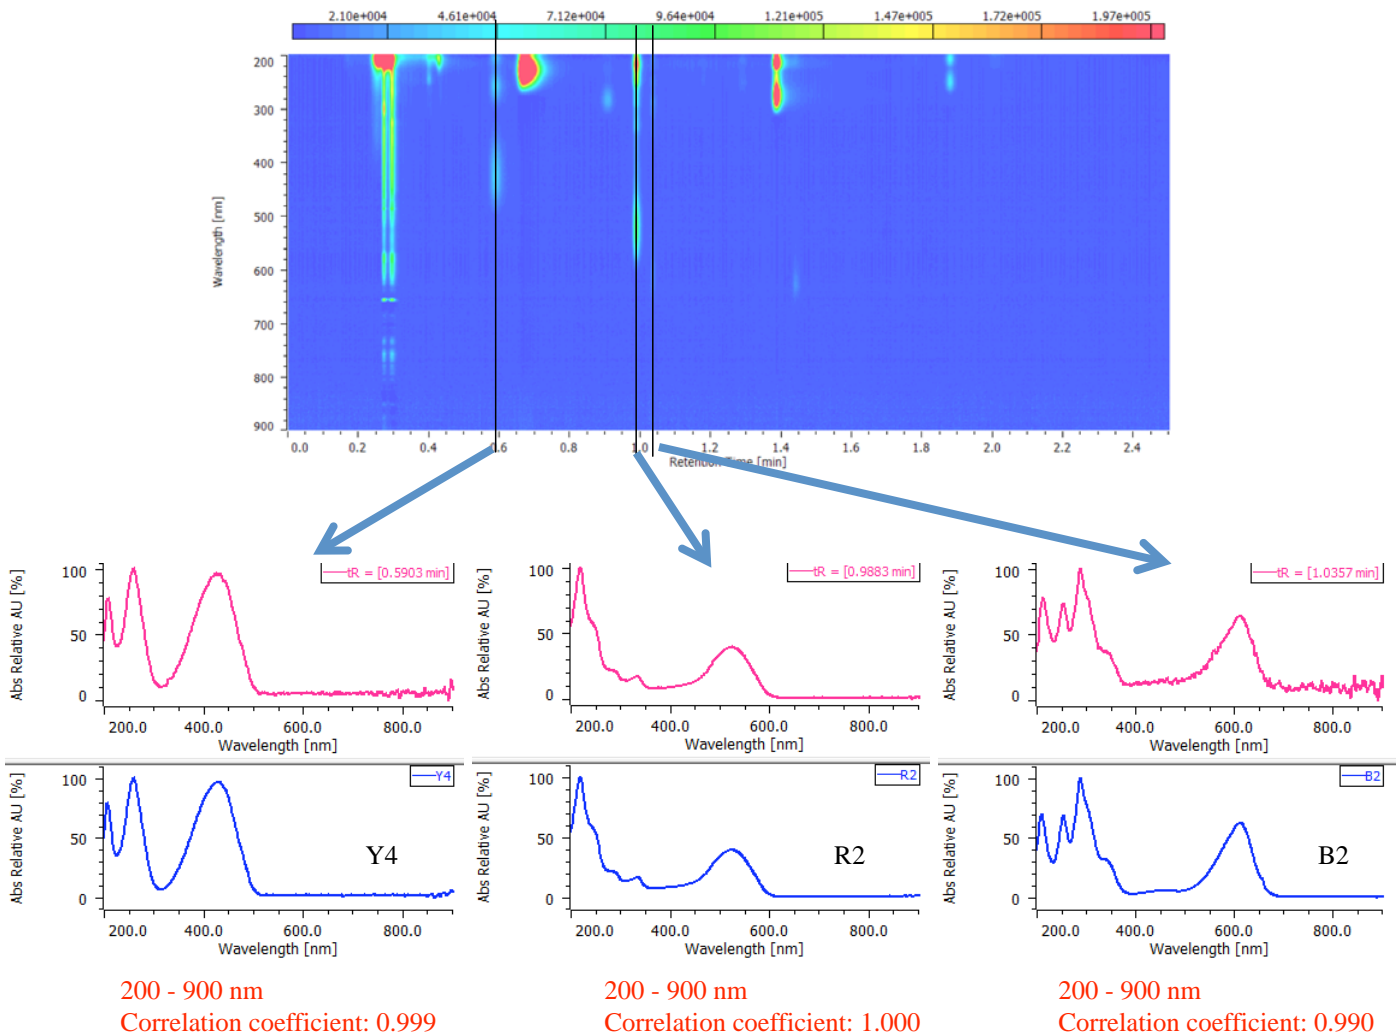 2.10e+004 4.61e+004 7.12e+004 9.64e+004 1.21e+005 1.47e+005 1.72e+005 1.97e+005
200
300
400
500
600
700
800
900
Wavelength [nm]
0.0 0.2 0.4 0.6 0.8 1.0 1.2 1.4 1.6 1.8 2.0 2.2 2.4
Retention Time [min]
Abs Relative AU [%]
100
50
0
tR = [0.5903 min]
200.0 400.0 600.0 800.0
Wavelength [nm]
Abs Relative AU [%]
100
50
0
tR = [0.9883 min]
200.0 400.0 600.0 800.0
Wavelength [nm]
Abs Relative AU [%]
100
50
0
tR = [1.0357 min]
200.0 400.0 600.0 800.0
Wavelength [nm]
Abs Relative AU [%]
100
50
0
Y4
Y4
200.0 400.0 600.0 800.0
Wavelength [nm]
Abs Relative AU [%]
100
50
0
R2
R2
200.0 400.0 600.0 800.0
Wavelength [nm]
Abs Relative AU [%]
100
50
0
B2
B2
200.0 400.0 600.0 800.0
Wavelength [nm]
200 - 900 nm
Correlation coefficient: 0.999
200 - 900 nm
Correlation coefficient: 1.000
200 - 900 nm
Correlation coefficient: 0.990